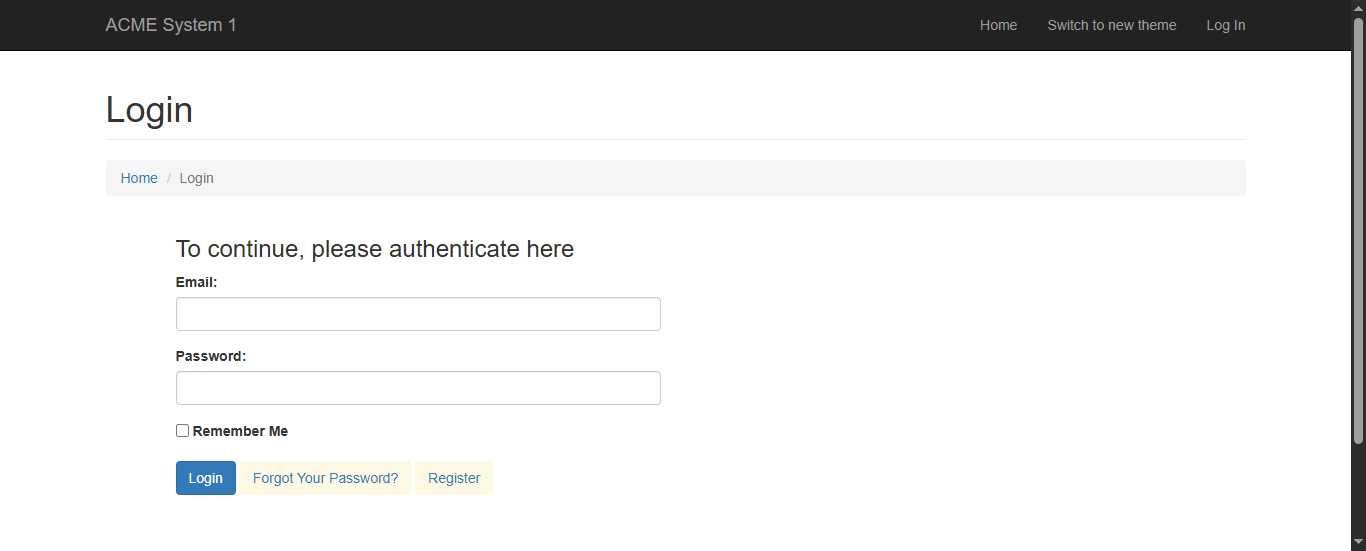 ACME System 1 Home Switch to new theme Log In
Login
Home / Login
To continue, please authenticate here
Email:
Password:
Remember Me
Login Forgot Your Password? Register